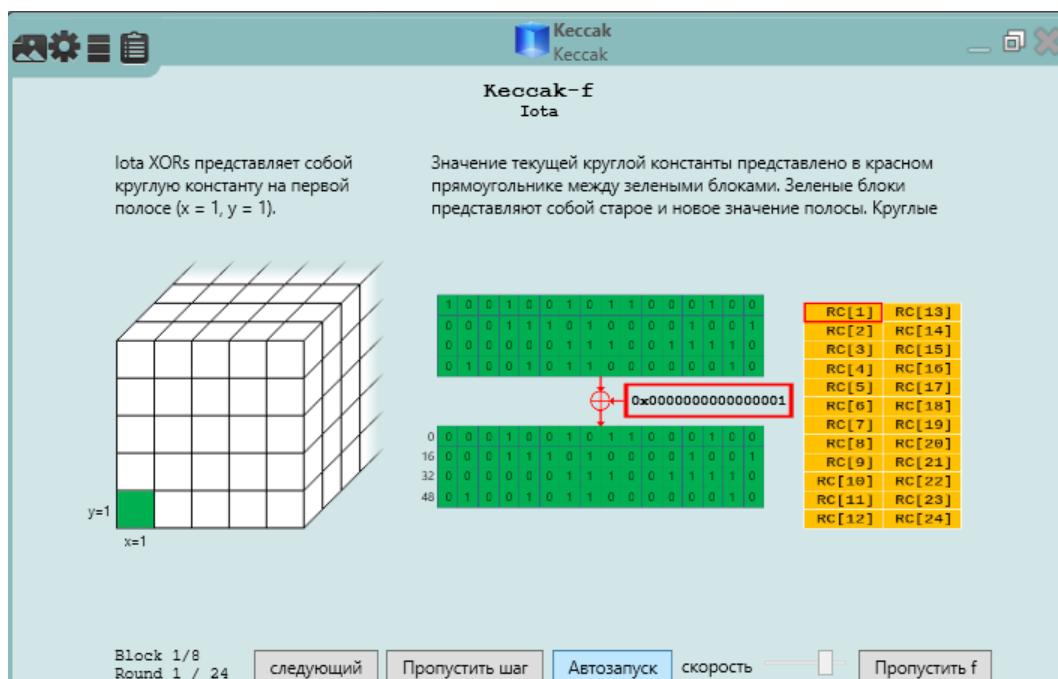 Keccak
Keccak
Keccak-f
Iota
Iota XORs представляет собой
круглую константу на первой
полосе (x = 1, y = 1).
Значение текущей круглой константы представлено в красном
прямоугольнике между зелеными блоками. Зеленые блоки
представляют собой старое и новое значение полосы. Круглые
1 0 0 1 0 0 1 0 1 1 0 0 0 1 0 0
0 0 0 1 1 1 0 1 0 0 0 0 1 0 0 1
0 0 0 0 0 0 1 1 0 0 1 1 1 1 1 0
0 1 0 0 1 0 1 1 0 0 0 0 0 0 1 0
0x0000000000000001
0 0 0 0 1 0 0 1 0 1 1 0 0 0 1 0 0
16 0 0 0 1 1 1 0 1 0 0 0 0 1 0 0 1
32 0 0 0 0 0 0 1 1 0 0 1 1 1 1 1 0
48 0 1 0 0 1 0 1 1 0 0 0 0 0 0 1 0
RC[1] RC[13]
RC[2] RC[14]
RC[3] RC[15]
RC[4] RC[16]
RC[5] RC[17]
RC[6] RC[18]
RC[7] RC[19]
RC[8] RC[20]
RC[9] RC[21]
RC[10] RC[22]
RC[11] RC[23]
RC[12] RC[24]
y=1
x=1
Block 1/8
Round 1 / 24
следующий
Пропустить шаг
Автозапуск
скорость
Пропустить f